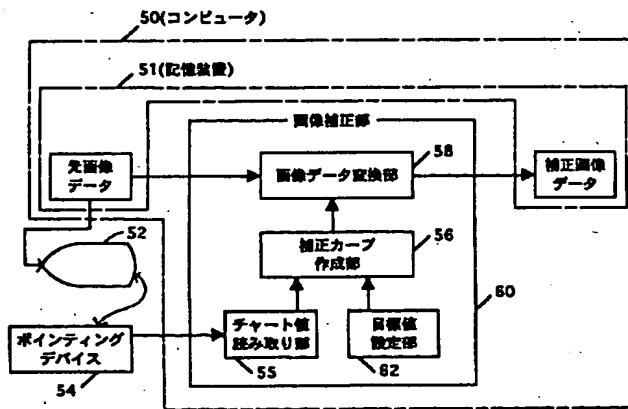 50(コンピュータ)
51(記憶装置)
画像補正部
58
元画像
データ
画像データ変換部
補正画像
データ
52
56
補正カーブ
作成部
60
ポインティング
デバイス
54
チャート値
読み取り部
55
目標値
設定部
62